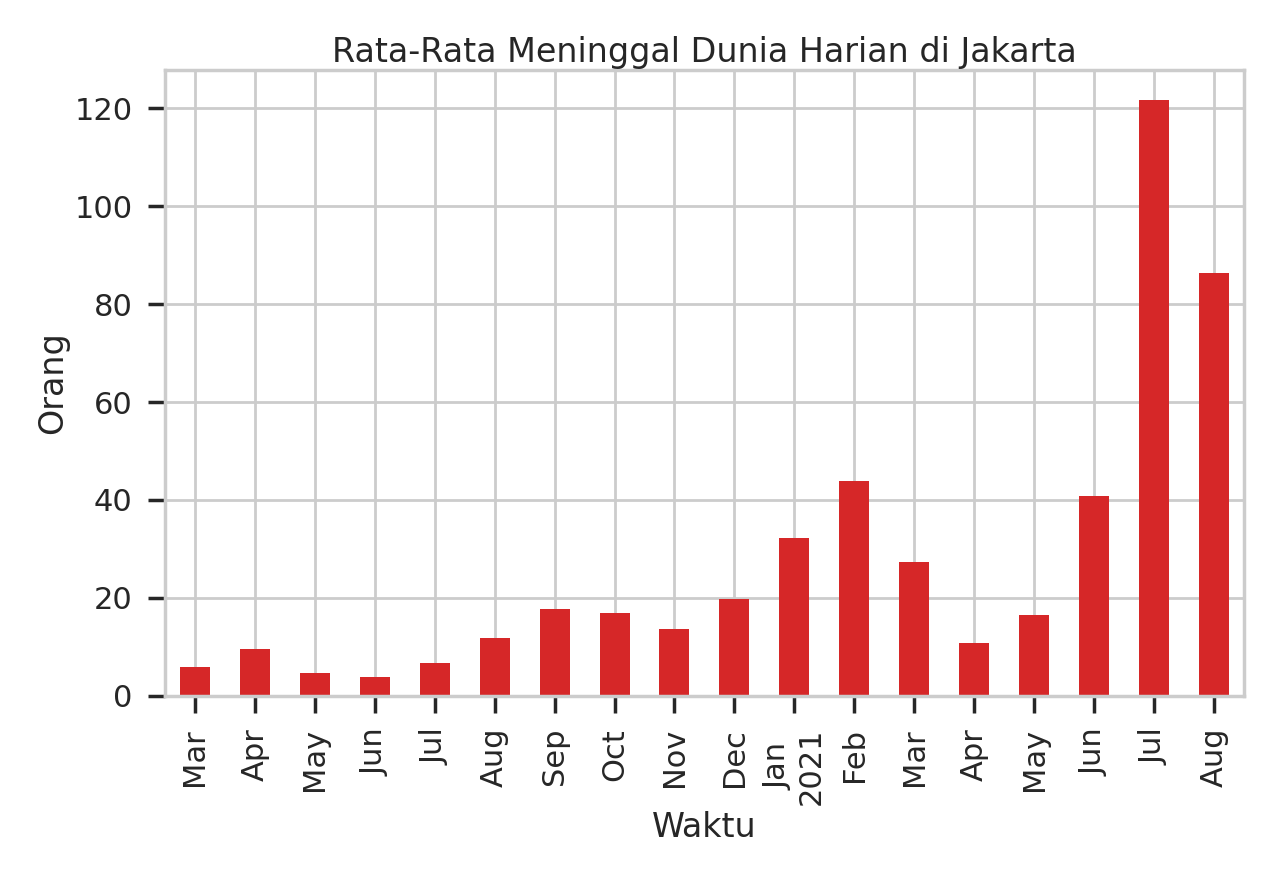 Rata-Rata Meninggal Dunia Harian di Jakarta
120
100
80
60
40
20
0
Orang
Mar
Apr
May
Jun
Jul
Aug
Sep
Oct
Nov
Dec
Jan
2021
Feb
Mar
Apr
May
Jun
Jul
Aug
Waktu